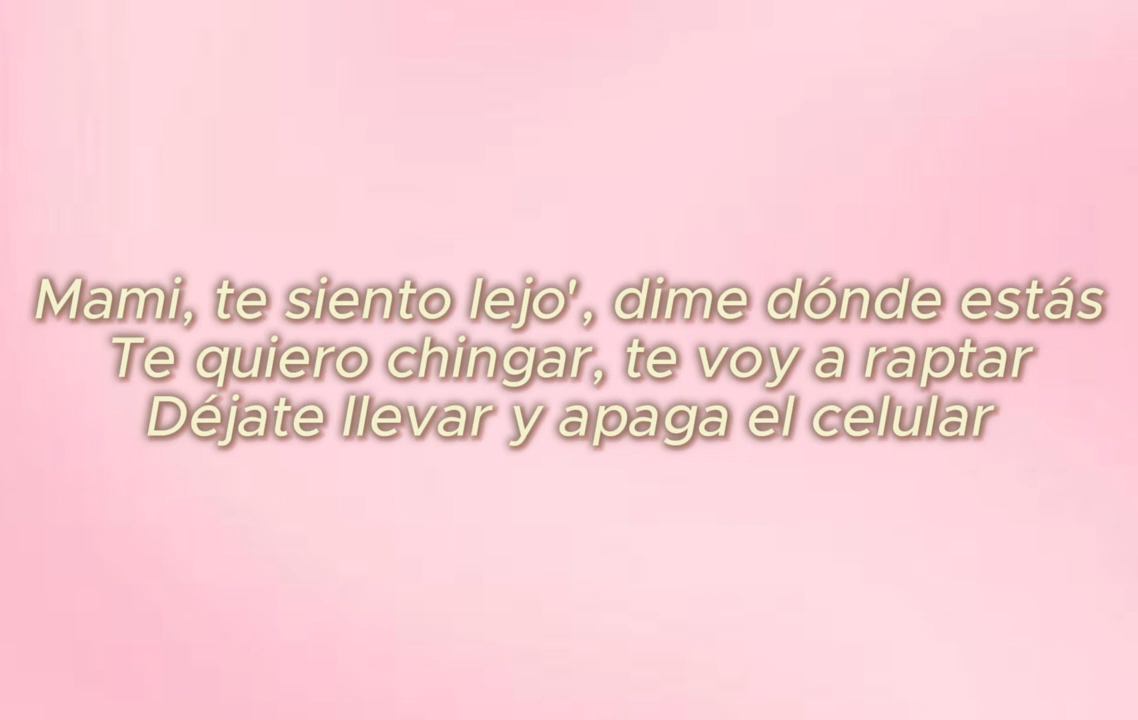 Mami, te siento lejo', dime dónde estás
Te quiero chingar, te voy a raptar
Déjate llevar y apaga el celular